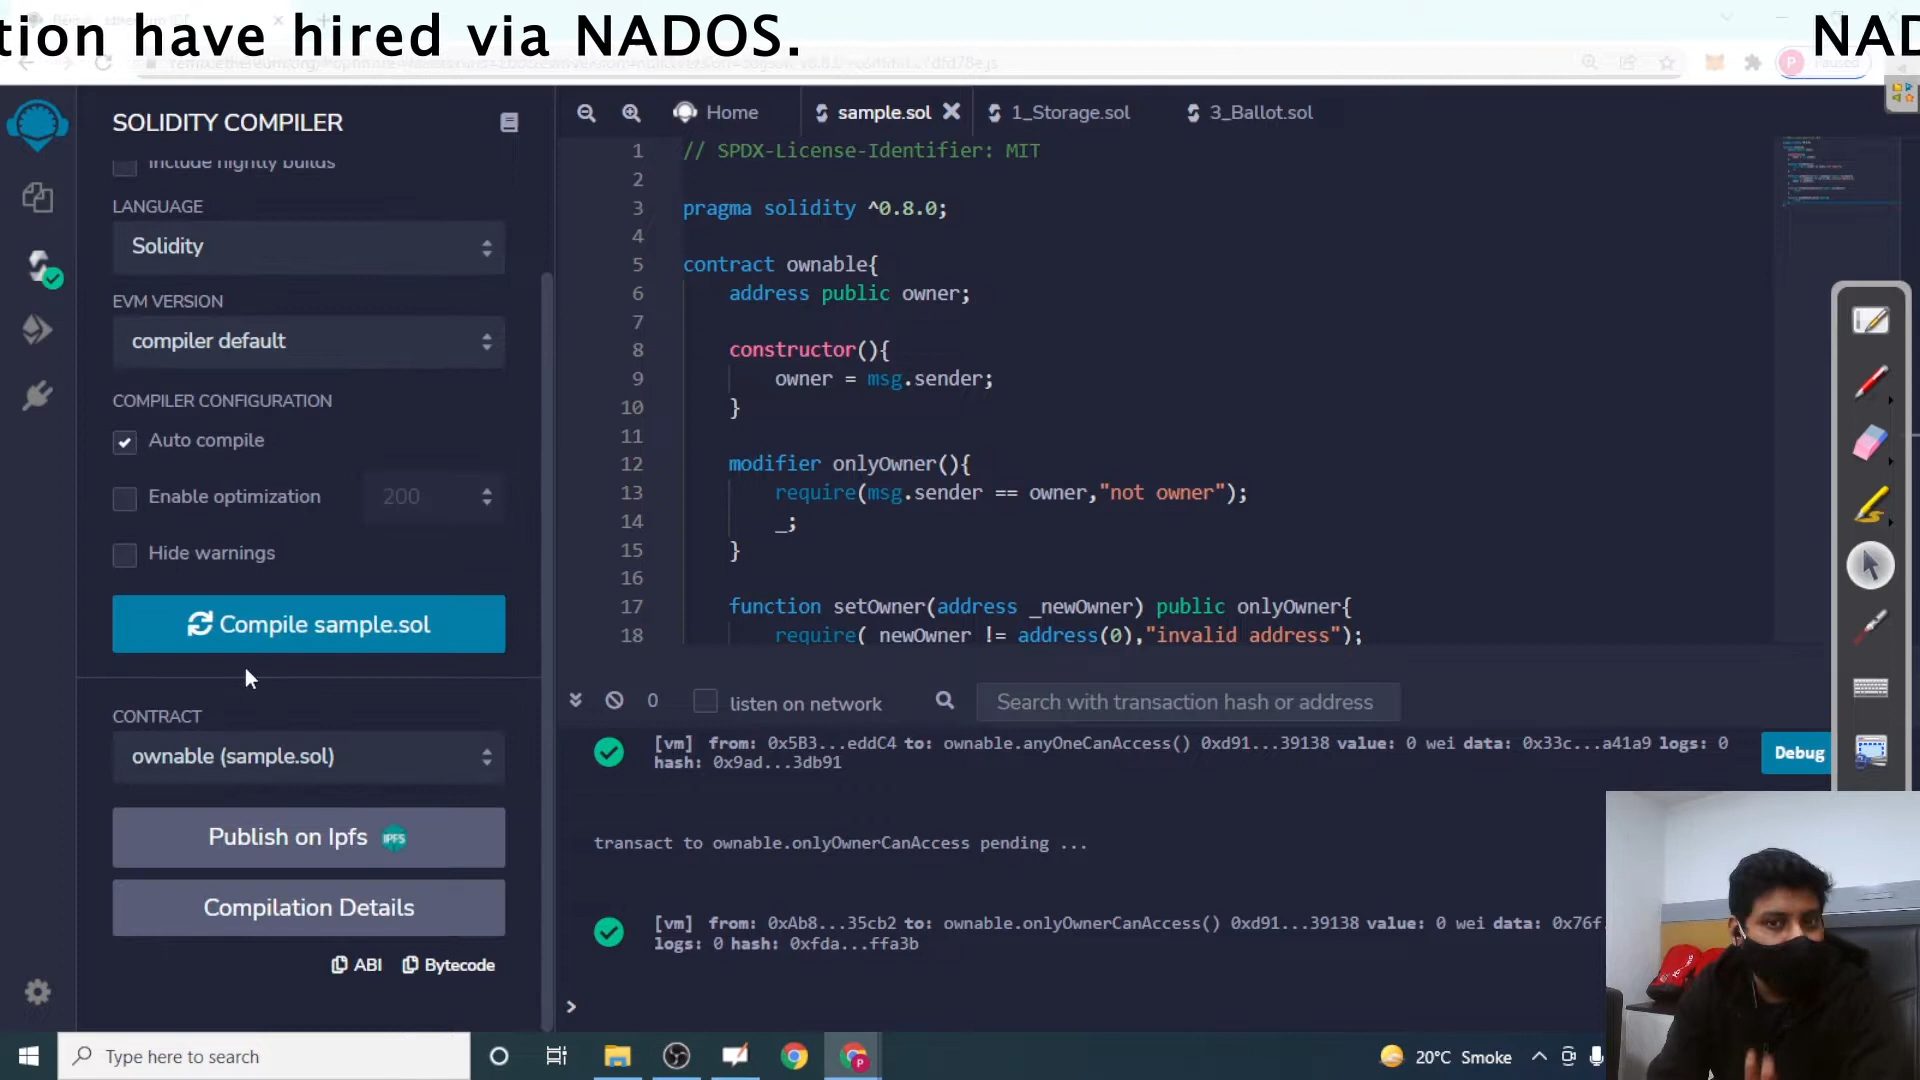 tion have hired via NADOS.
NAD
Paused
SOLIDITY COMPILER
Include nightly builds
LANGUAGE
Solidity
EVM VERSION
compiler default
COMPILER CONFIGURATION
Auto compile
Enable optimization
200
Hide warnings
Compile sample.sol
CONTRACT
ownable (sample.sol)
Publish on Ipfs
IPFS
Compilation Details
ABI
Bytecode
Home
sample.sol
1_Storage.sol
3_Ballot.sol
1 // SPDX-License-Identifier: MIT
2
3 pragma solidity ^0.8.0;
4
5 contract ownable{
6 address public owner;
7
8 constructor(){
9 owner = msg.sender;
10 }
11
12 modifier onlyOwner(){
13 require(msg.sender == owner,"not owner");
14 _;
15 }
16
17 function setOwner(address _newOwner) public onlyOwner{
18 require( newOwner != address(0),"invalid address");
0
listen on network
Search with transaction hash or address
[vm] from: 0x5B3...eddC4 to: ownable.anyOneCanAccess() 0xd91...39138 value: 0 wei data: 0x33c...a41a9 logs: 0
hash: 0x9ad...3db91
Debug
transact to ownable.onlyOwnerCanAccess pending ...
[vm] from: 0xAb8...35cb2 to: ownable.onlyOwnerCanAccess() 0xd91...39138 value: 0 wei data: 0x76f.
logs: 0 hash: 0xfda...ffa3b
>
Type here to search
20°C Smoke